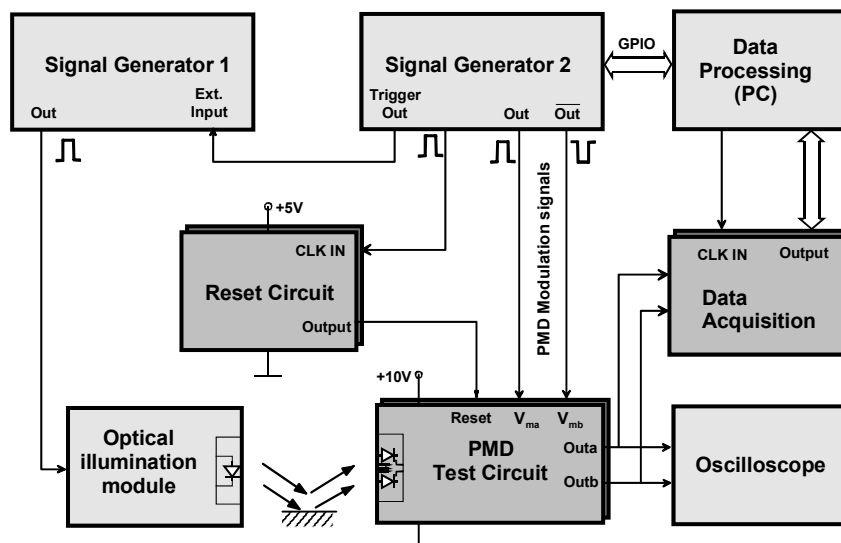 Signal Generator 1
Out
Ext.
Input
Signal Generator 2
Trigger
Out
Out
Out
GPIO
Data
Processing
(PC)
+5V
CLK IN
Reset Circuit
Output
PMD Modulation signals
CLK IN
Output
Data
Acquisition
+10V
Optical
illumination
module
Reset
Vma
Vmb
PMD
Test Circuit
Outa
Outb
Oscilloscope